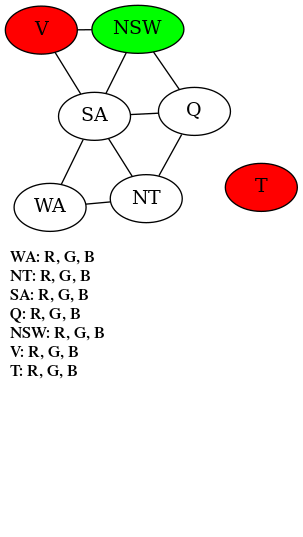 V
NSW
SA
Q
WA
NT
T
WA: R, G, B
NT: R, G, B
SA: R, G, B
Q: R, G, B
NSW: R, G, B
V: R, G, B
T: R, G, B